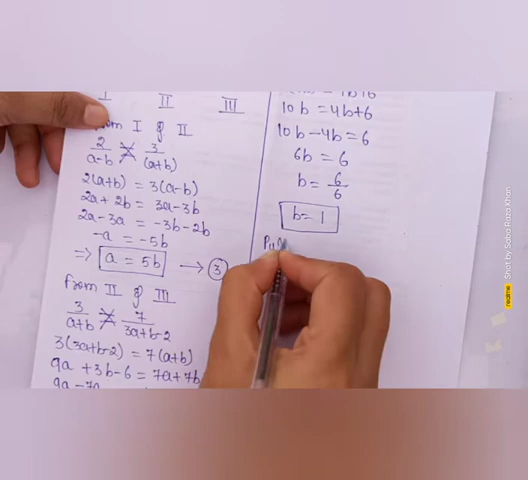 I II III
from I & II
2/(a-b) = 3/(a+b)
2(a+b) = 3(a-b)
2a + 2b = 3a-3b
2a - 3a = -3b-2b
-a = -5b
=> a = 5b → 3
from II & III
3/(a+b) = 7/(3a+b-2)
3(3a+b-2) = 7(a+b)
9a +3b-6 = 7a+7b
9a -7a
10b = 4b+6
10b -4b = 6
6b = 6
b = 6/6
b = 1
realme Shot by Saba Raza Khan